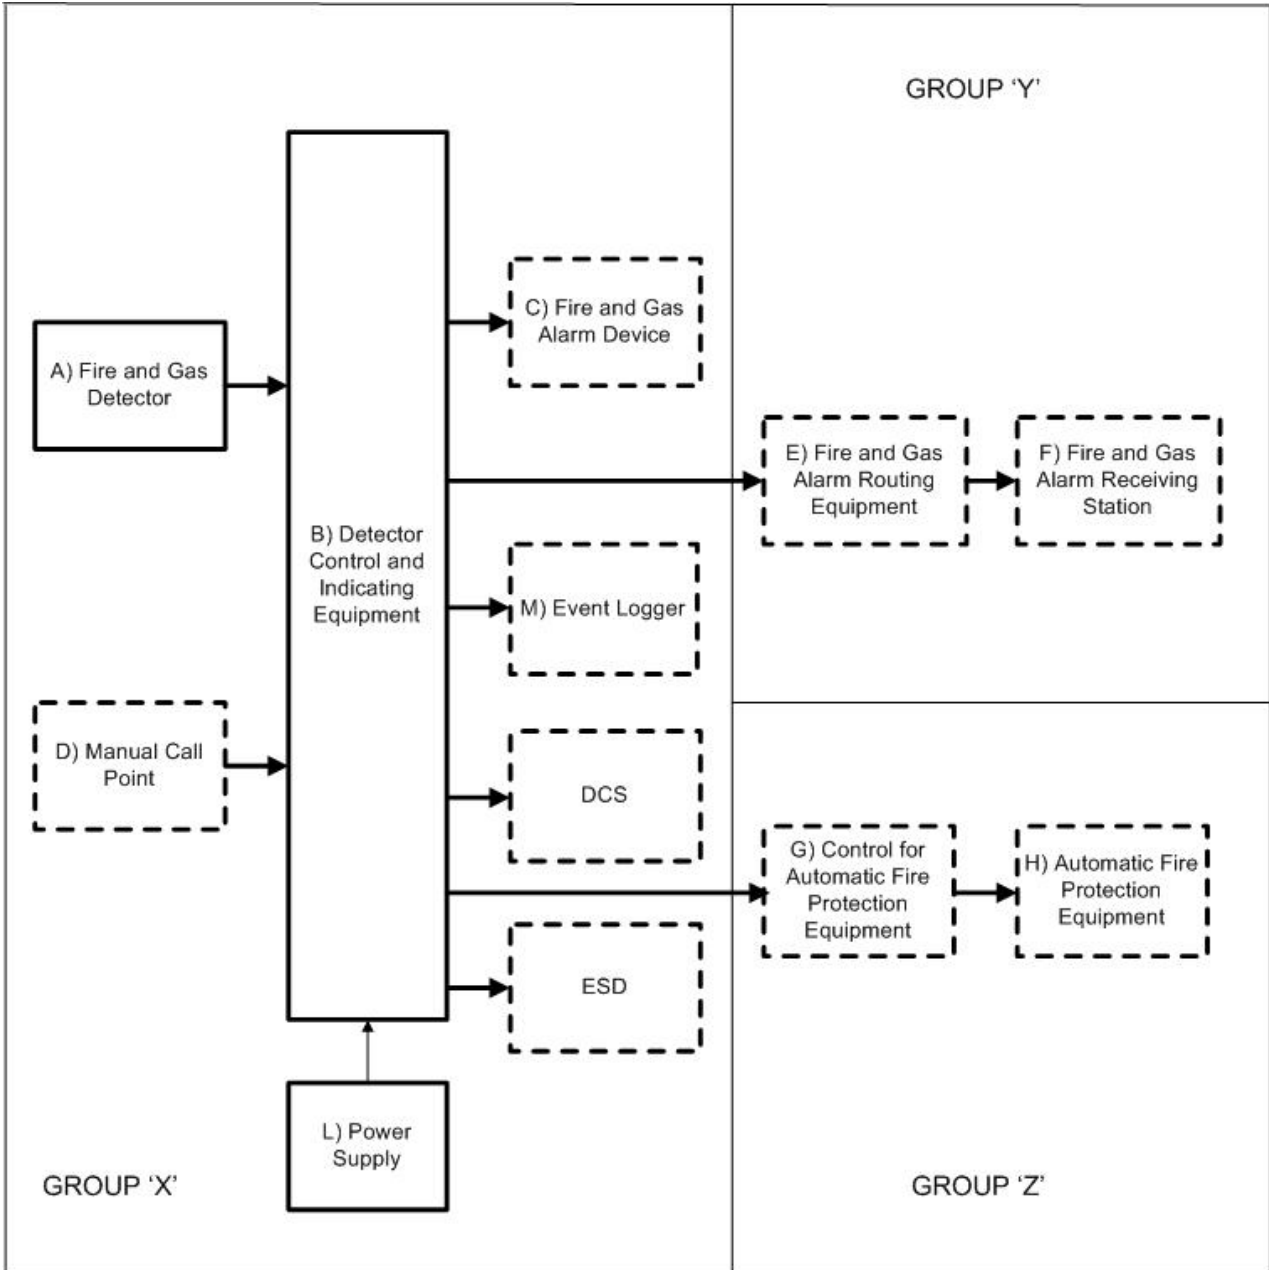 GROUP ‘Y’
C) Fire and Gas
Alarm Device
A) Fire and Gas
Detector
E) Fire and Gas
Alarm Routing
Equipment
F) Fire and Gas
Alarm Receiving
Station
B) Detector
Control and
Indicating
Equipment
M) Event Logger
D) Manual Call
Point
DCS
G) Control for
Automatic Fire
Protection
Equipment
H) Automatic Fire
Protection
Equipment
ESD
L) Power
Supply
GROUP ‘X’
GROUP ‘Z’